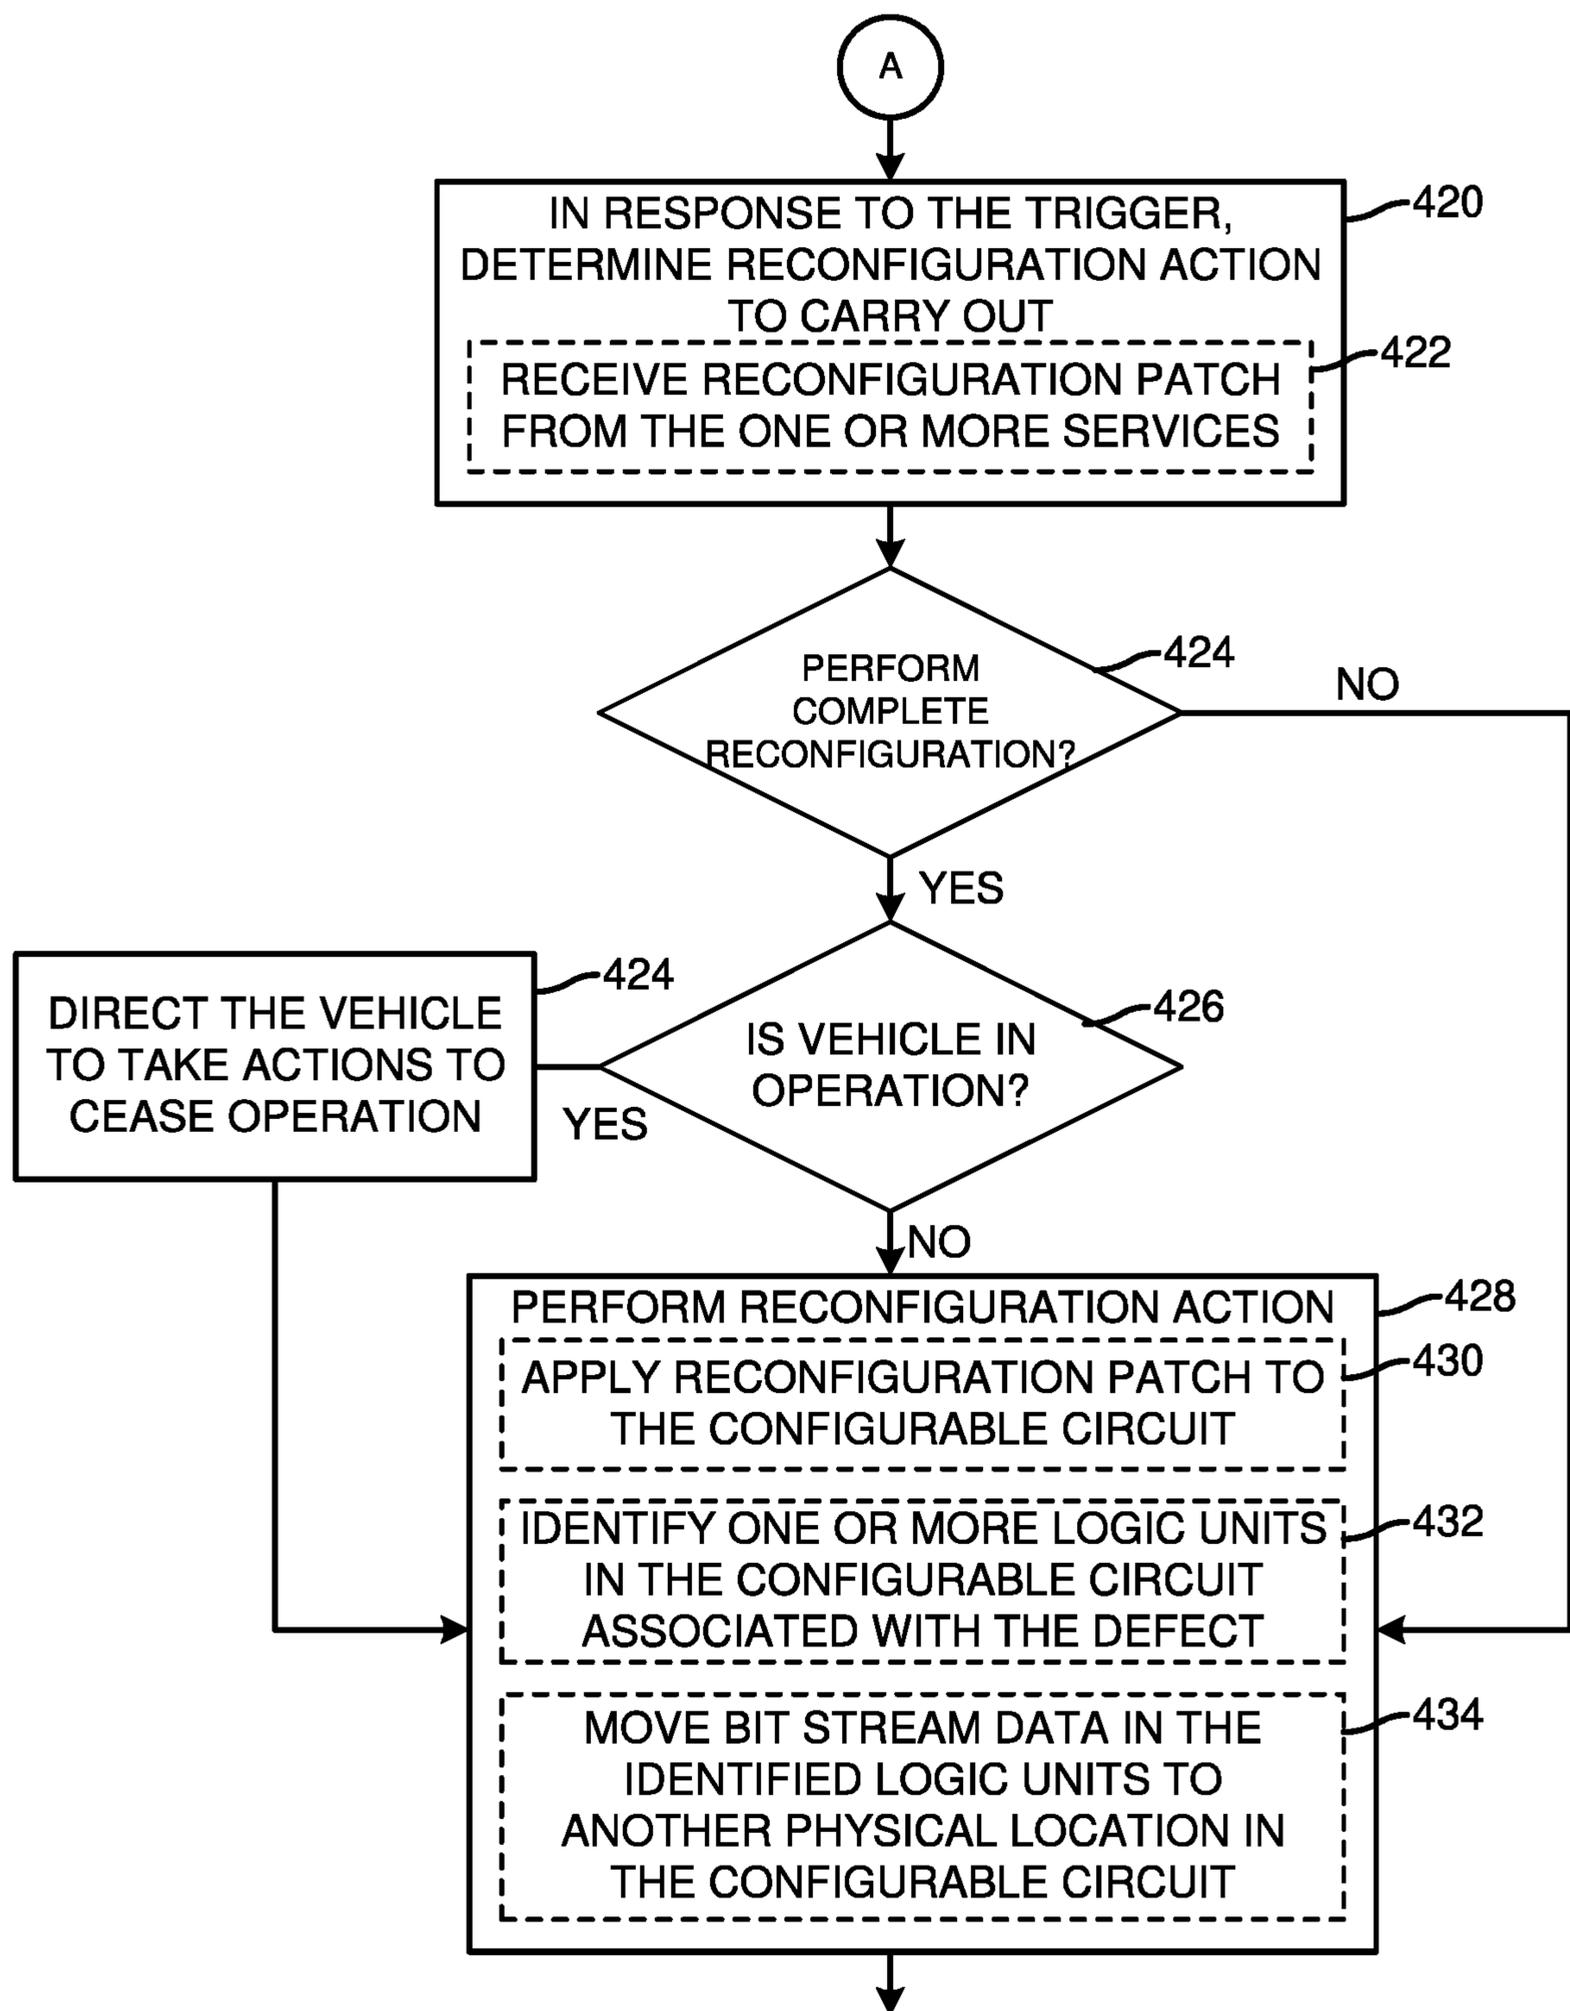 A
IN RESPONSE TO THE TRIGGER,
DETERMINE RECONFIGURATION ACTION
TO CARRY OUT
420
RECEIVE RECONFIGURATION PATCH
FROM THE ONE OR MORE SERVICES
422
PERFORM
COMPLETE
RECONFIGURATION?
424
NO
YES
DIRECT THE VEHICLE
TO TAKE ACTIONS TO
CEASE OPERATION
424
YES
IS VEHICLE IN
OPERATION?
426
NO
PERFORM RECONFIGURATION ACTION
428
APPLY RECONFIGURATION PATCH TO
THE CONFIGURABLE CIRCUIT
430
IDENTIFY ONE OR MORE LOGIC UNITS
IN THE CONFIGURABLE CIRCUIT
ASSOCIATED WITH THE DEFECT
432
MOVE BIT STREAM DATA IN THE
IDENTIFIED LOGIC UNITS TO
ANOTHER PHYSICAL LOCATION IN
THE CONFIGURABLE CIRCUIT
434